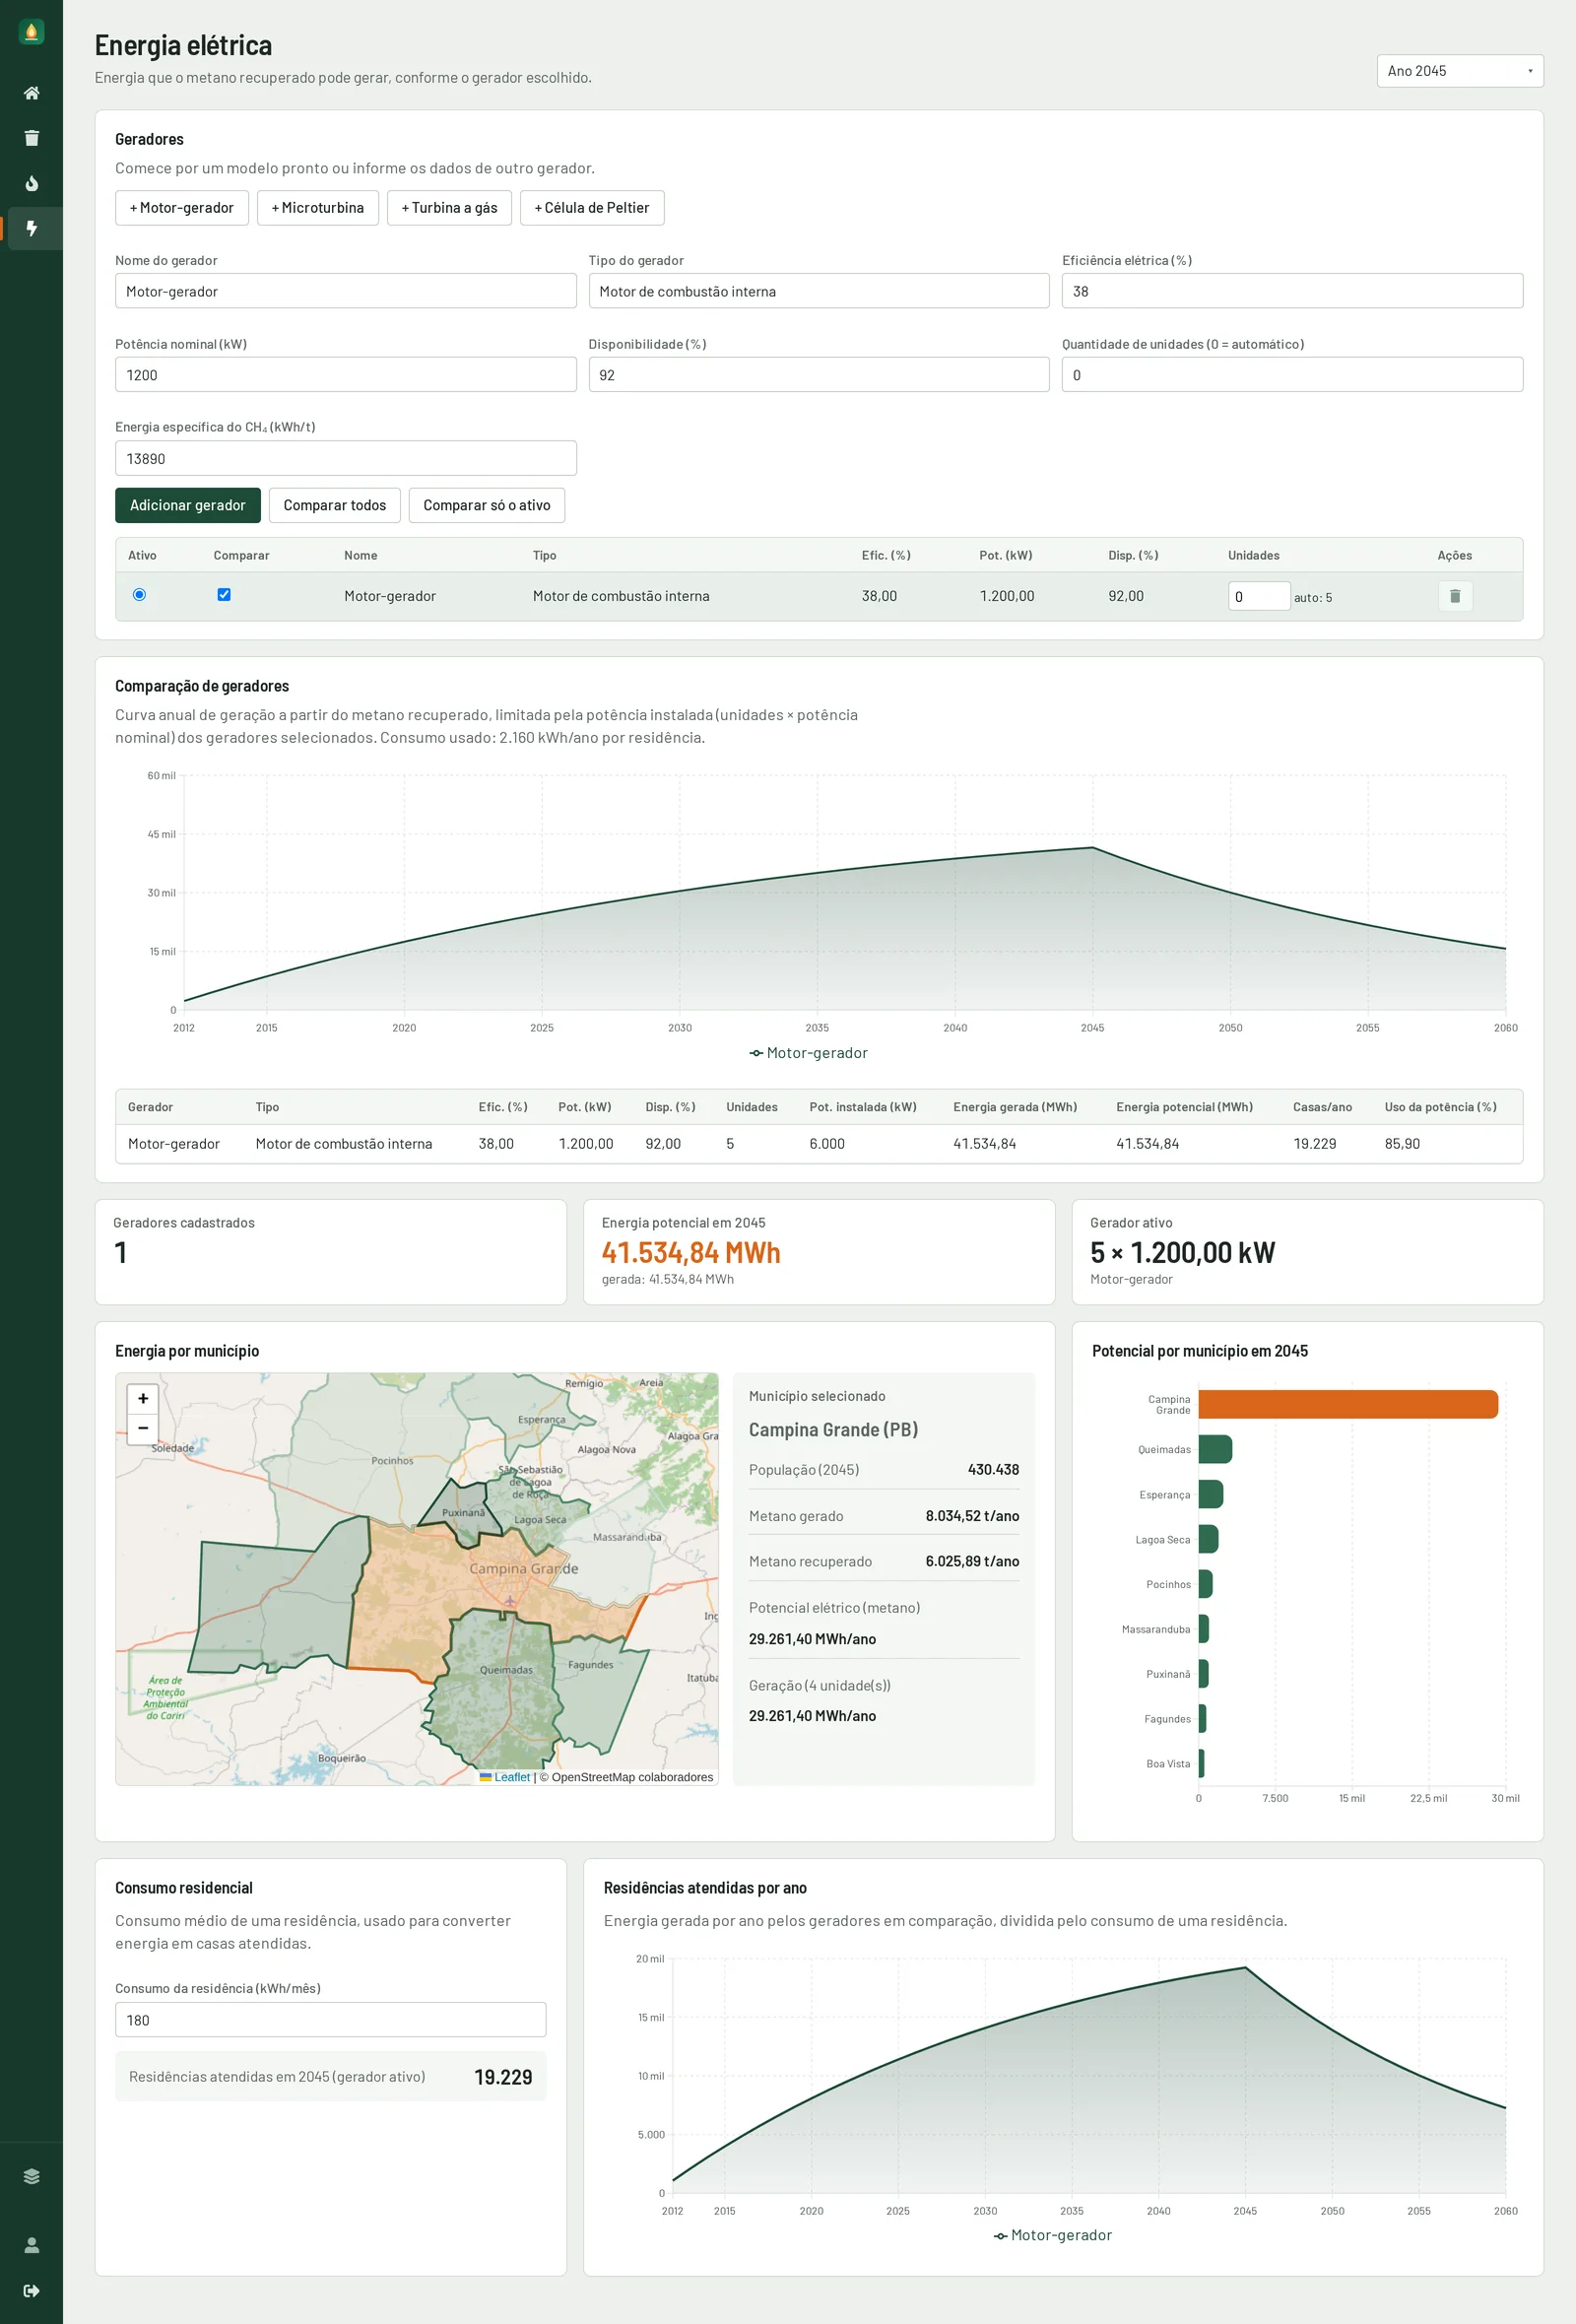 Energia elétrica
Energia que o metano recuperado pode gerar, conforme o gerador escolhido.
Ano 2045
Geradores
Comece por um modelo pronto ou informe os dados de outro gerador.
+ Motor-gerador
+ Microturbina
+ Turbina a gás
+ Célula de Peltier
Nome do gerador
Tipo do gerador
Eficiência elétrica (%)
Motor-gerador
Motor de combustão interna
38
Potência nominal (kW)
Disponibilidade (%)
Quantidade de unidades (0 = automático)
1200
92
0
Energia específica do CH₄ (kWh/t)
13890
Adicionar gerador
Comparar todos
Comparar só o ativo
Ativo Comparar Nome Tipo Efic. (%) Pot. (kW) Disp. (%) Unidades Ações
Motor-gerador Motor de combustão interna 38,00 1.200,00 92,00 0 auto: 5
Comparação de geradores
Curva anual de geração a partir do metano recuperado, limitada pela potência instalada (unidades × potência
nominal) dos geradores selecionados. Consumo usado: 2.160 kWh/ano por residência.
60 mil
45 mil
30 mil
15 mil
0
2012 2015 2020 2025 2030 2035 2040 2045 2050 2055 2060
Motor-gerador
Gerador Tipo Efic. (%) Pot. (kW) Disp. (%) Unidades Pot. instalada (kW) Energia gerada (MWh) Energia potencial (MWh) Casas/ano Uso da potência (%)
Motor-gerador Motor de combustão interna 38,00 1.200,00 92,00 5 6.000 41.534,84 41.534,84 19.229 85,90
Geradores cadastrados
1
Energia potencial em 2045
41.534,84 MWh
gerada: 41.534,84 MWh
Gerador ativo
5 × 1.200,00 kW
Motor-gerador
Energia por município
+
−
Remígio
Areia
Esperança
Alagoa Gra
Alagoa Nova
Soledade
Pocinhos
São Sebastião
de Lagoa
de Roça
Puxinanã
Lagoa Seca
Massaranduba
Campina Grande
Ing
Queimadas
Fagundes
Itatuba
Área de
Proteção
Ambiental
do Cariri
Boqueirão
Leaflet | © OpenStreetMap colaboradores
Município selecionado
Campina Grande (PB)
População (2045) 430.438
Metano gerado 8.034,52 t/ano
Metano recuperado 6.025,89 t/ano
Potencial elétrico (metano)
29.261,40 MWh/ano
Geração (4 unidade(s))
29.261,40 MWh/ano
Potencial por município em 2045
Campina
Grande
Queimadas
Esperança
Lagoa Seca
Pocinhos
Massaranduba
Puxinanã
Fagundes
Boa Vista
0 7.500 15 mil 22,5 mil 30 mil
Consumo residencial
Consumo médio de uma residência, usado para converter
energia em casas atendidas.
Consumo da residência (kWh/mês)
180
Residências atendidas em 2045 (gerador ativo) 19.229
Residências atendidas por ano
Energia gerada por ano pelos geradores em comparação, dividida pelo consumo de uma residência.
20 mil
15 mil
10 mil
5.000
0
2012 2015 2020 2025 2030 2035 2040 2045 2050 2055 2060
Motor-gerador